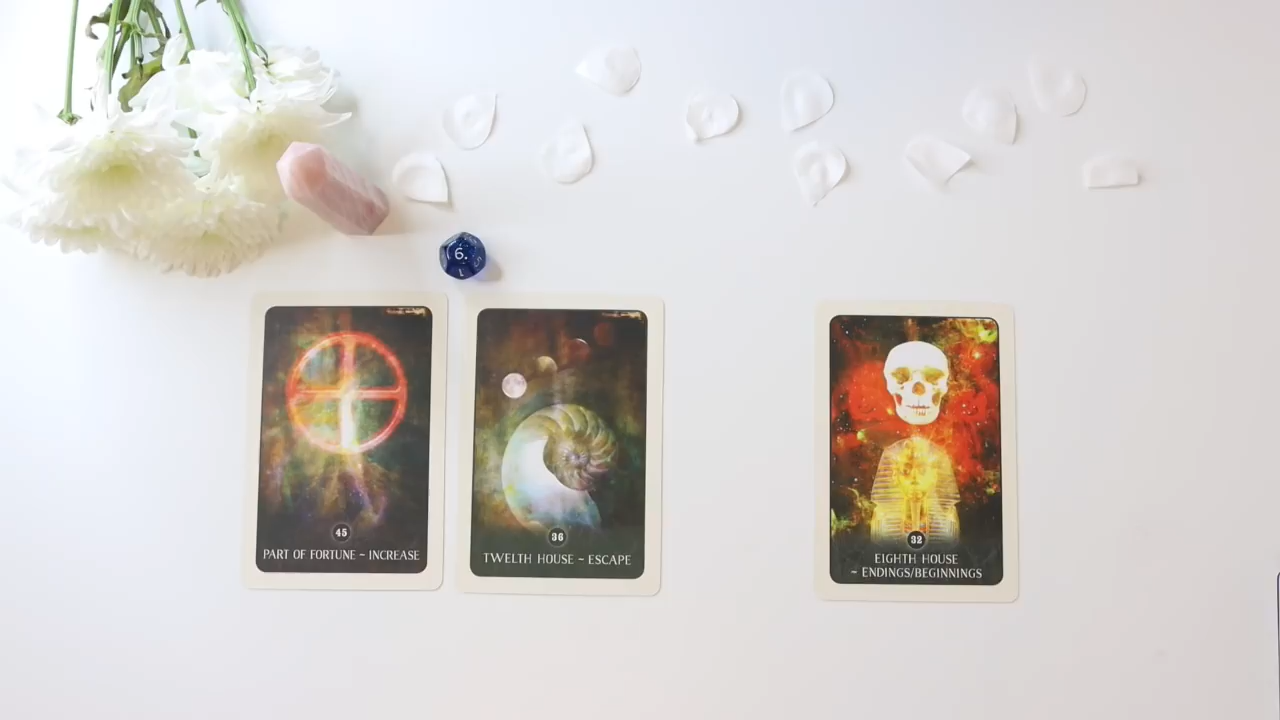 6.
45
PART OF FORTUNE ~ INCREASE
36
TWELTH HOUSE ~ ESCAPE
32
EIGHTH HOUSE
~ ENDINGS/BEGINNINGS